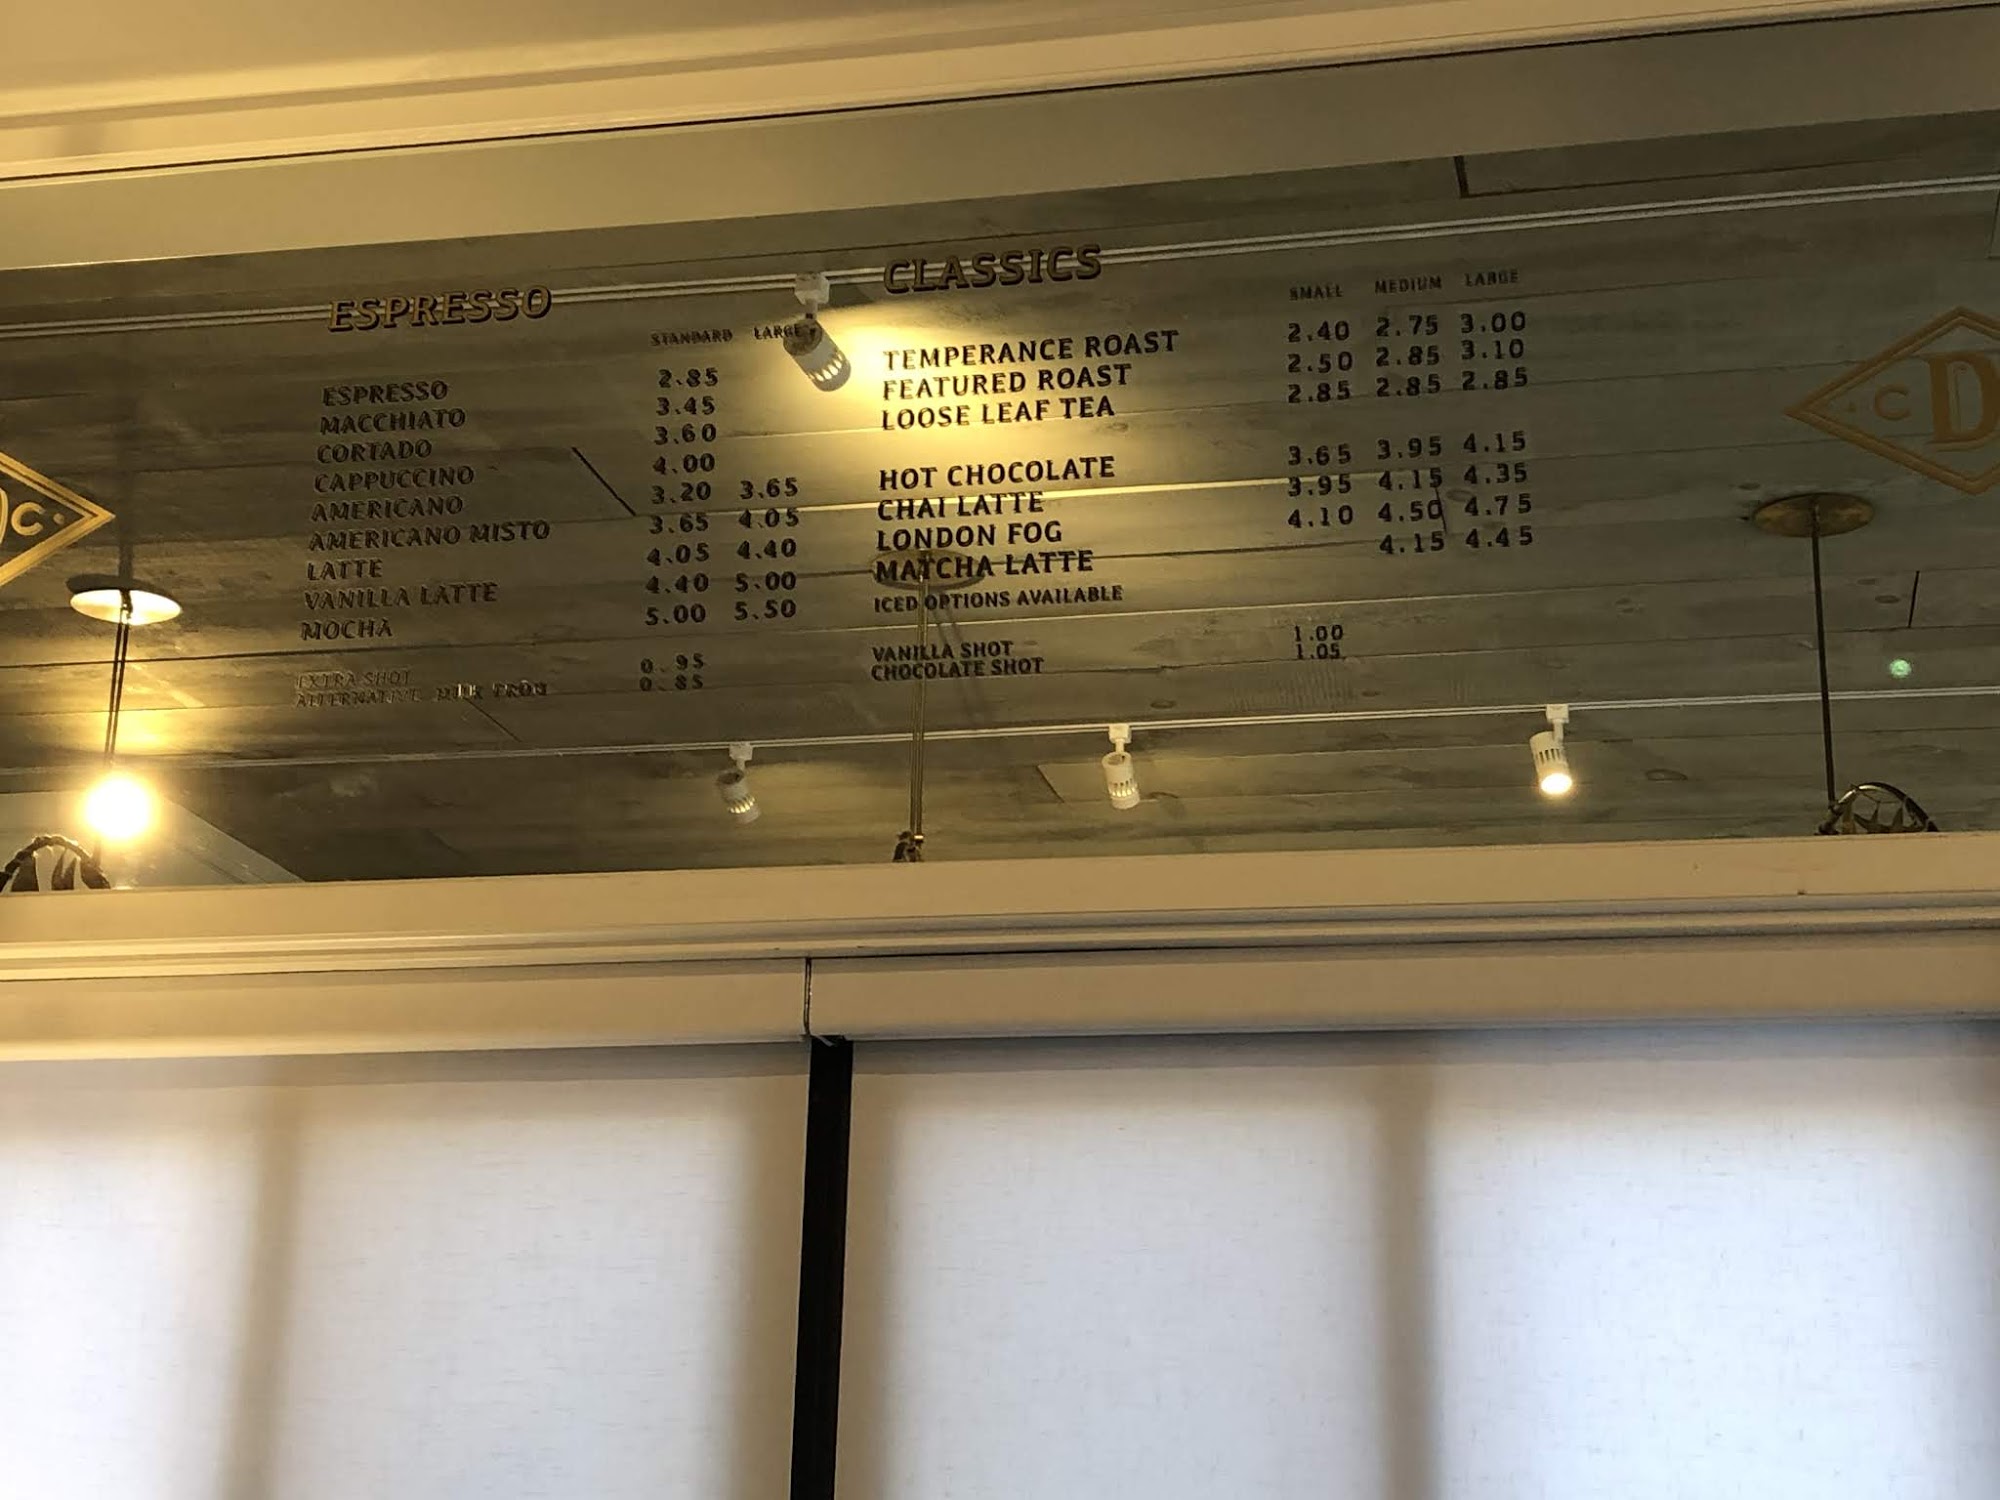 ESPRESSO
STANDARD LARGE
ESPRESSO 2.85
MACCHIATO 3.45
CORTADO 3.60
CAPPUCCINO 4.00
AMERICANO 3.20 3.65
AMERICANO MISTO 3.65 4.05
LATTE 4.05 4.40
VANILLA LATTE 4.40 5.00
MOCHA 5.00 5.50
EXTRA SHOT 0.95
ALTERNATIVE MILK 0.85
CLASSICS
SMALL MEDIUM LARGE
TEMPERANCE ROAST 2.40 2.75 3.00
FEATURED ROAST 2.50 2.85 3.10
LOOSE LEAF TEA 2.85 2.85 2.85
HOT CHOCOLATE 3.65 3.95 4.15
CHAI LATTE 3.95 4.15 4.35
LONDON FOG 4.10 4.50 4.75
MATCHA LATTE 4.15 4.45
ICED OPTIONS AVAILABLE
VANILLA SHOT 1.00
CHOCOLATE SHOT 1.05
C
C D